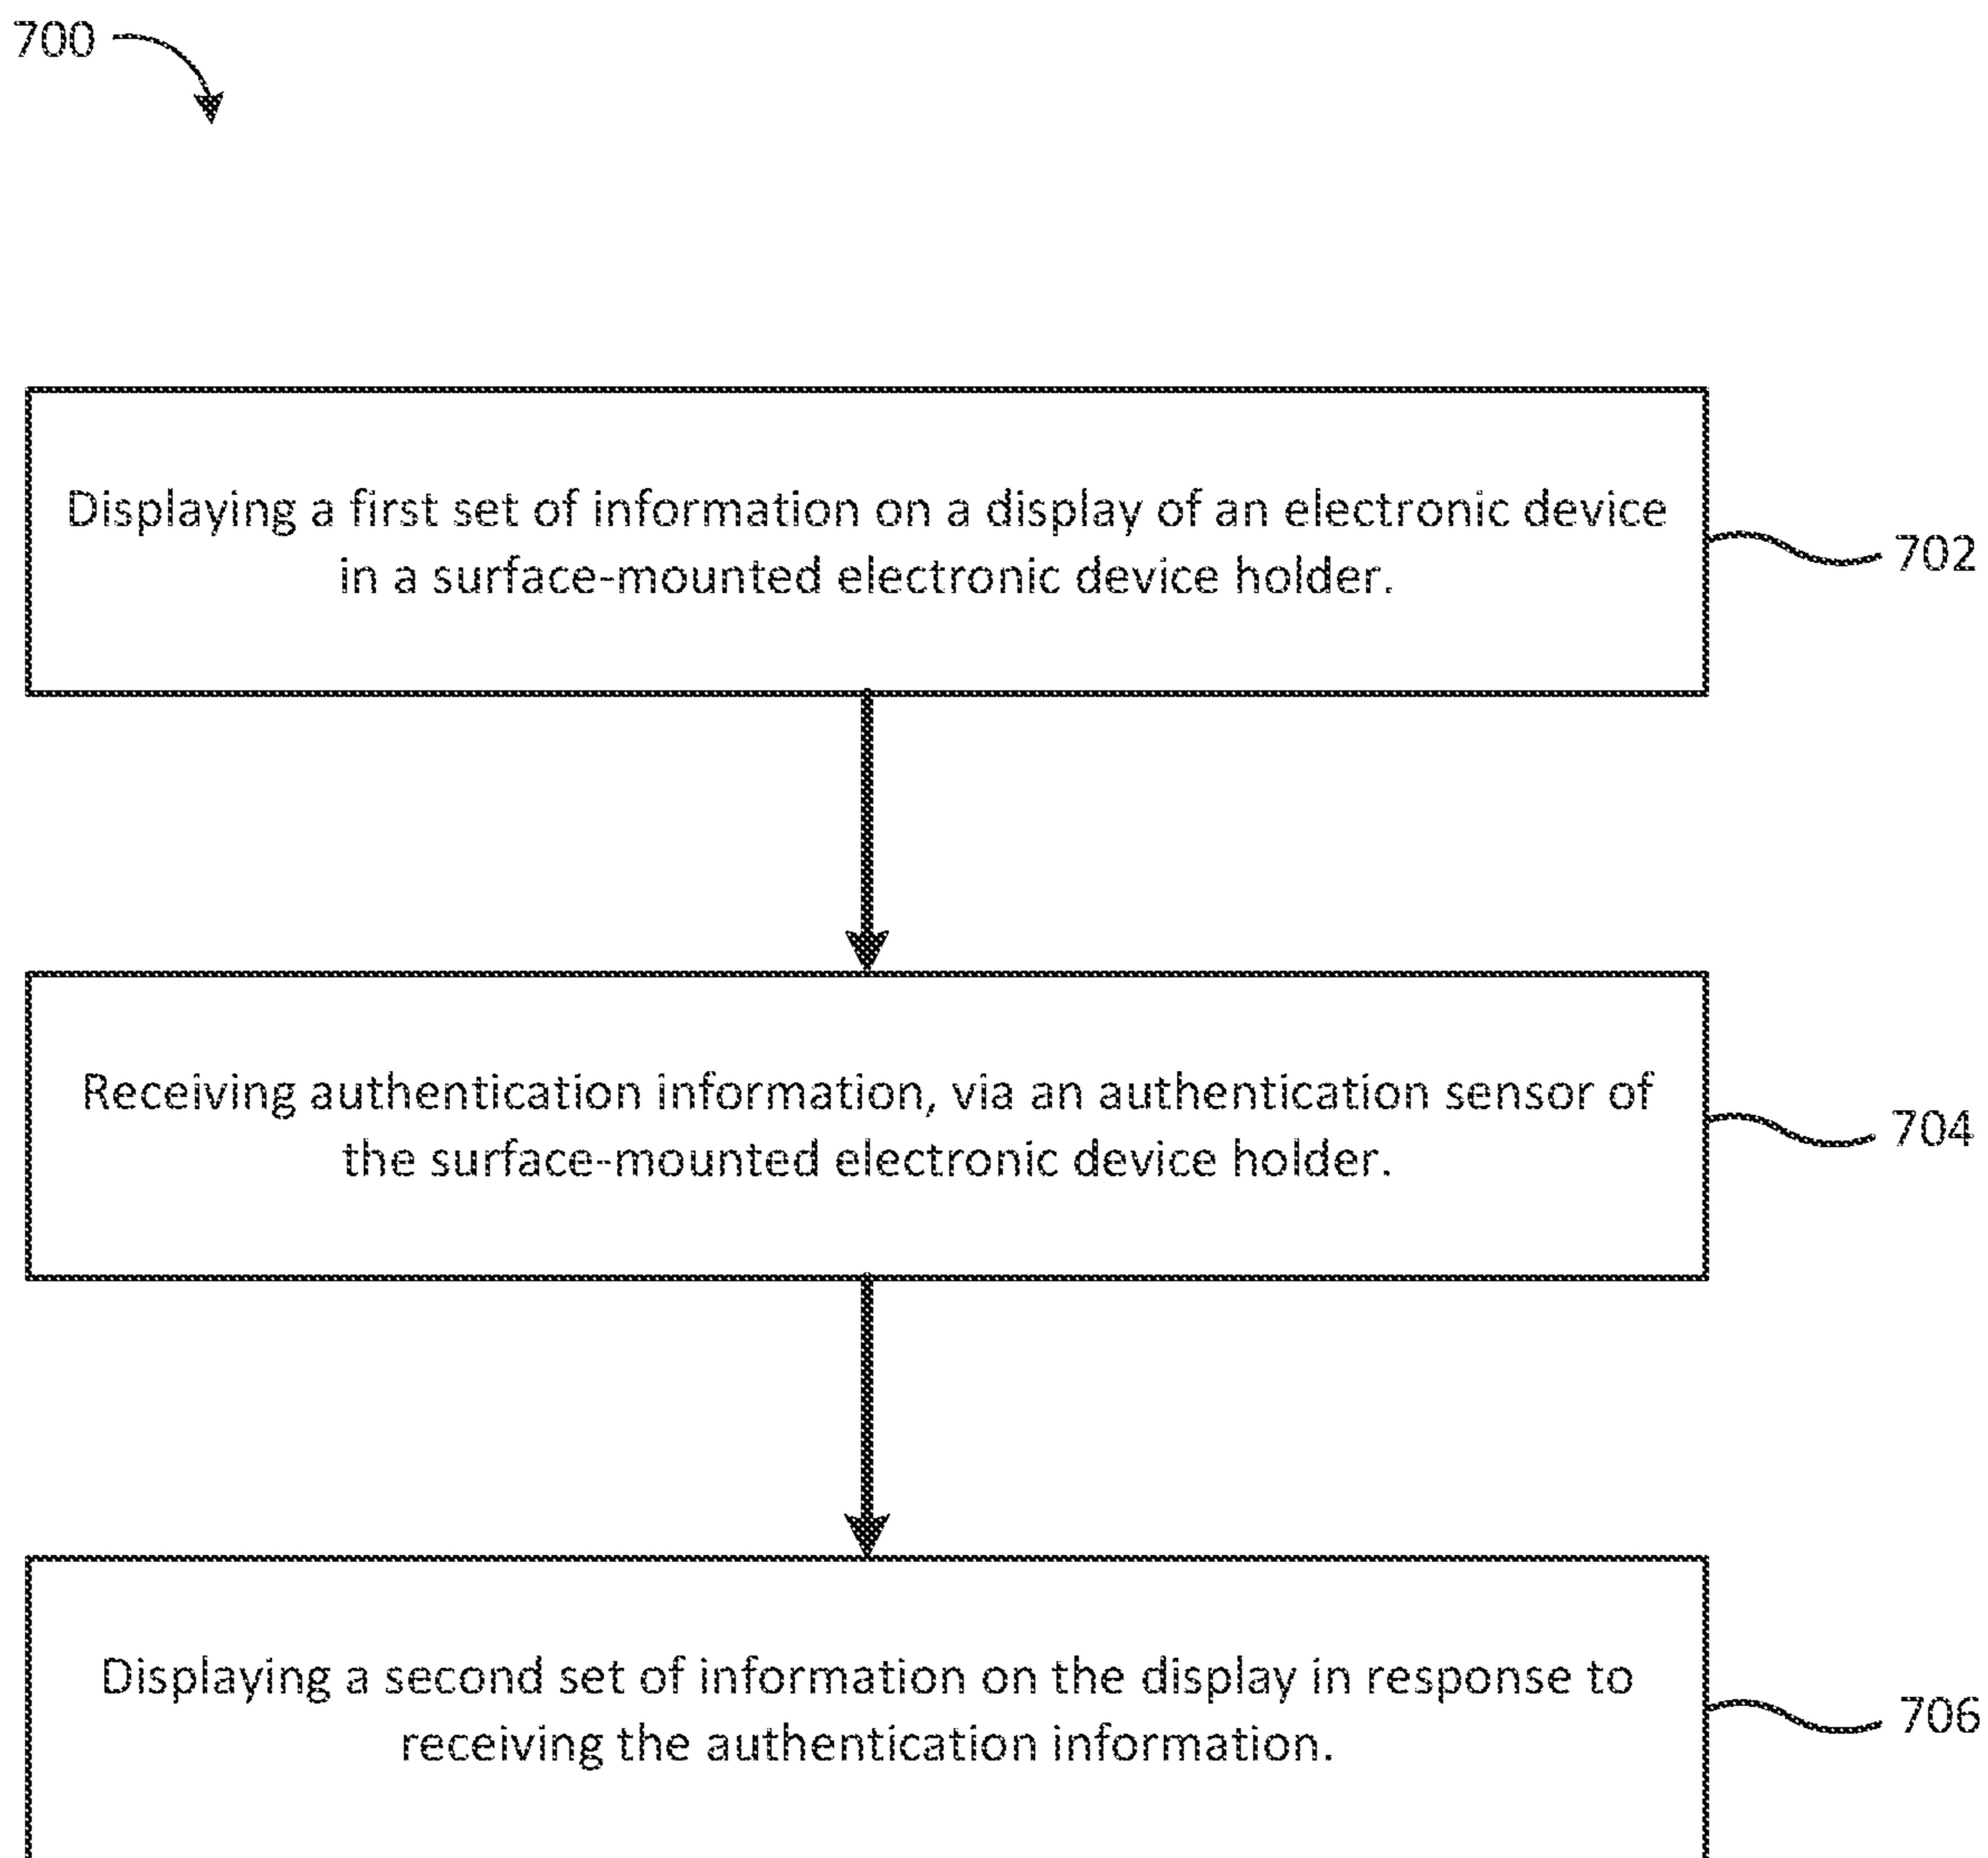 700
Displaying a first set of information on a display of an electronic device
in a surface-mounted electronic device holder.
702
Receiving authentication information, via an authentication sensor of
the surface-mounted electronic device holder.
704
Displaying a second set of information on the display in response to
receiving the authentication information.
706